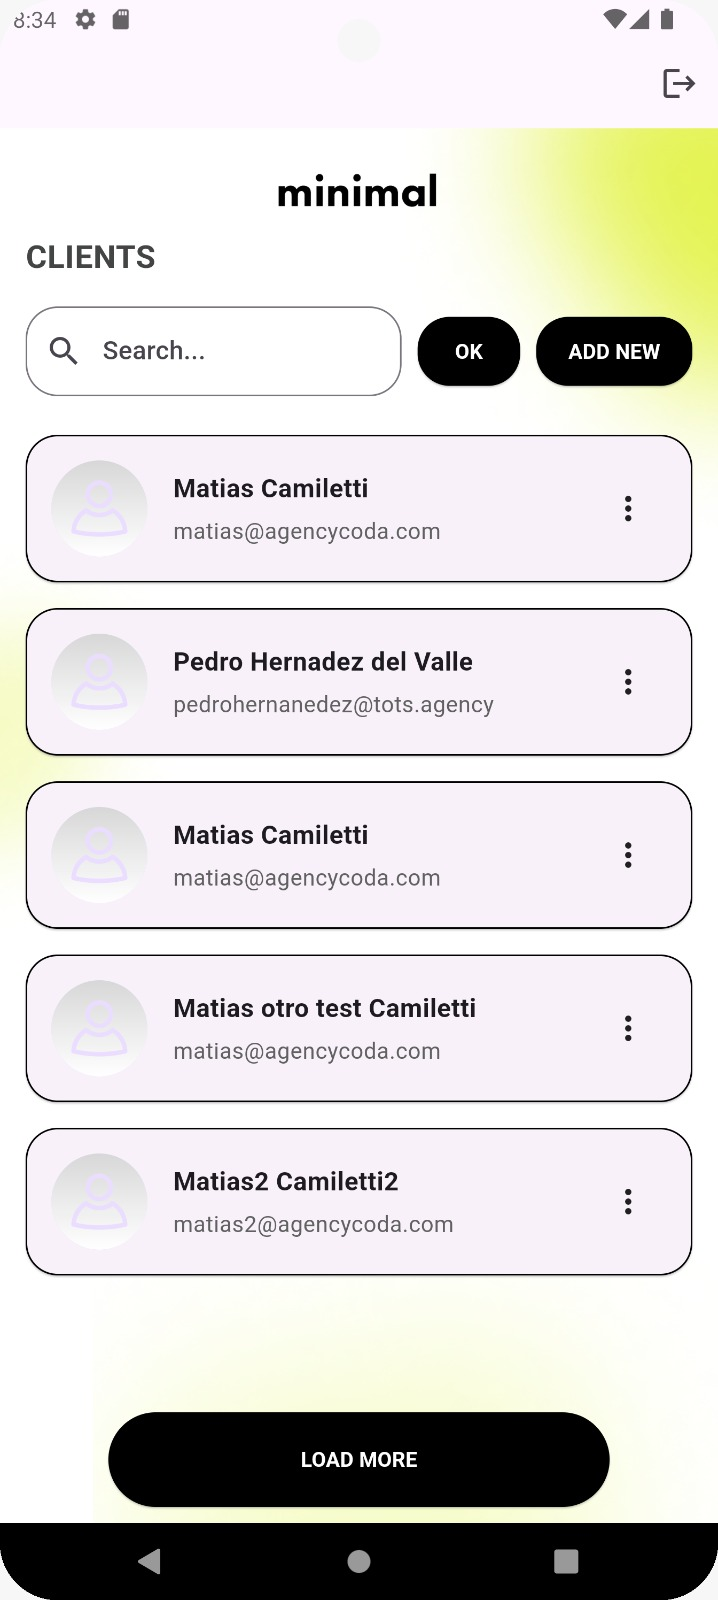 8:34
minimal
CLIENTS
Search...
OK
ADD NEW
Matias Camiletti
matias@agencycoda.com
Pedro Hernadez del Valle
pedrohernanedez@tots.agency
Matias Camiletti
matias@agencycoda.com
Matias otro test Camiletti
matias@agencycoda.com
Matias2 Camiletti2
matias2@agencycoda.com
LOAD MORE